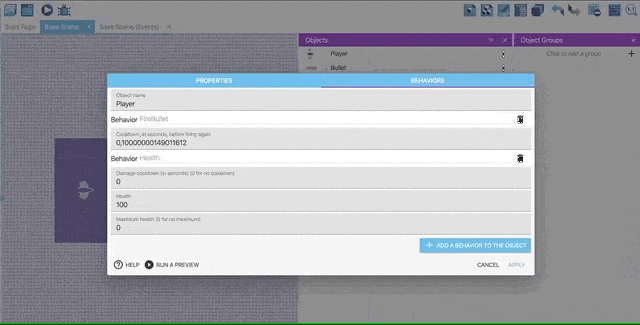 Start Page
Base Scene
Base Scene (Events)
Objects
Object Groups
Player
Click to add a group
Bullet
PROPERTIES
BEHAVIORS
Object name
Player
Behavior FireBullet
Cooldown, in seconds, before firing again
0,10000000149011612
Behavior Health
Damage cooldown (in seconds) (0 for no cooldown)
0
Health
100
Maximum health (0 for no maximum)
0
ADD A BEHAVIOR TO THE OBJECT
HELP
RUN A PREVIEW
CANCEL
APPLY